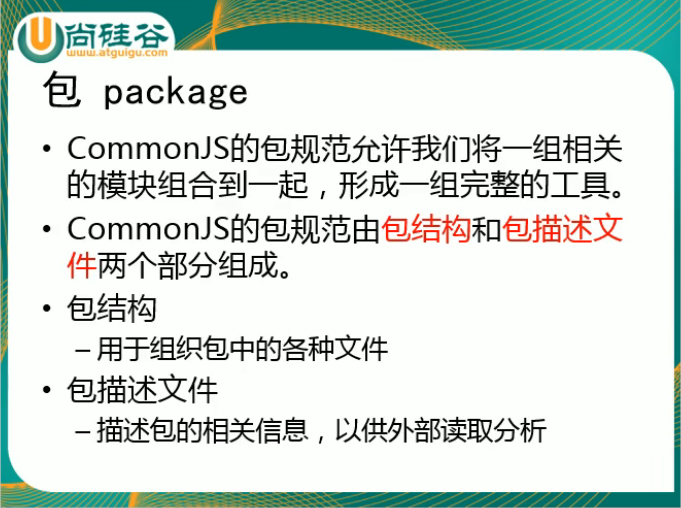 尚硅谷
www.atguigu.com
包 package
• CommonJS的包规范允许我们将一组相关
的模块组合到一起，形成一组完整的工具。
• CommonJS的包规范由包结构和包描述文
件两个部分组成。
• 包结构
– 用于组织包中的各种文件
• 包描述文件
– 描述包的相关信息，以供外部读取分析